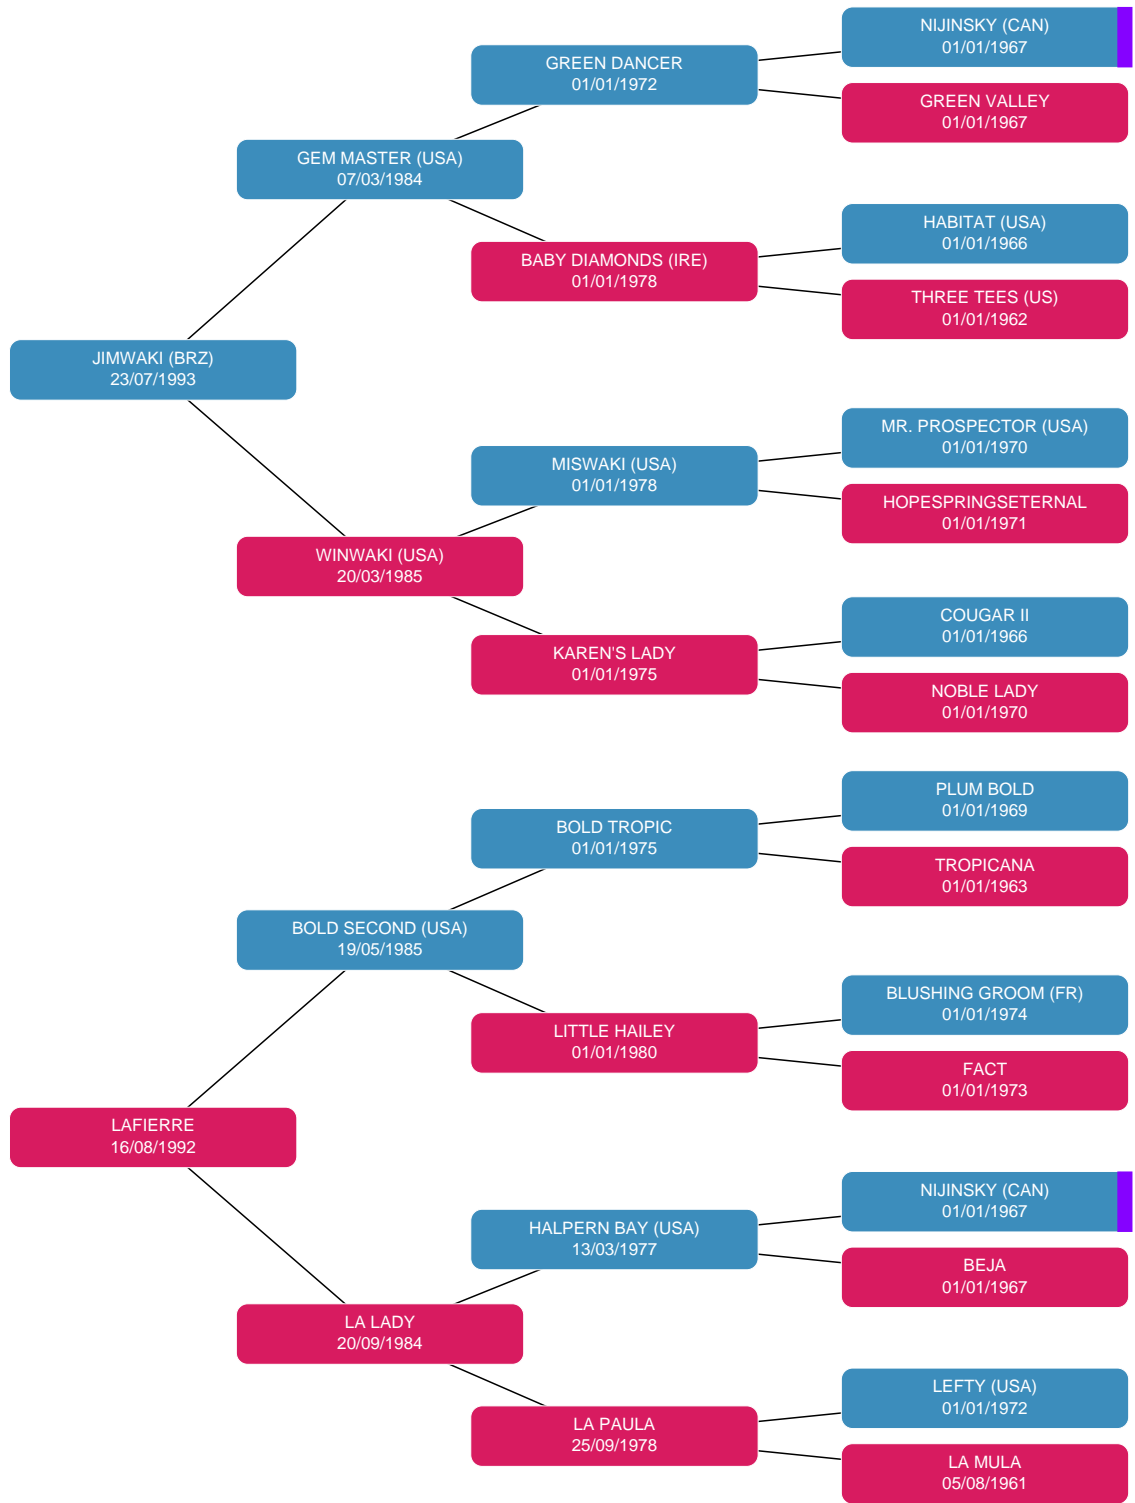 NIJINSKY (CAN)
01/01/1967
GREEN DANCER
01/01/1972
GREEN VALLEY
01/01/1967
GEM MASTER (USA)
07/03/1984
HABITAT (USA)
01/01/1966
BABY DIAMONDS (IRE)
01/01/1978
THREE TEES (US)
01/01/1962
JIMWAKI (BRZ)
23/07/1993
MR. PROSPECTOR (USA)
01/01/1970
MISWAKI (USA)
01/01/1978
HOPESPRINGSETERNAL
01/01/1971
WINWAKI (USA)
20/03/1985
COUGAR II
01/01/1966
KAREN'S LADY
01/01/1975
NOBLE LADY
01/01/1970
PLUM BOLD
01/01/1969
BOLD TROPIC
01/01/1975
TROPICANA
01/01/1963
BOLD SECOND (USA)
19/05/1985
BLUSHING GROOM (FR)
01/01/1974
LITTLE HAILEY
01/01/1980
FACT
01/01/1973
LAFIERRE
16/08/1992
NIJINSKY (CAN)
01/01/1967
HALPERN BAY (USA)
13/03/1977
BEJA
01/01/1967
LA LADY
20/09/1984
LEFTY (USA)
01/01/1972
LA PAULA
25/09/1978
LA MULA
05/08/1961